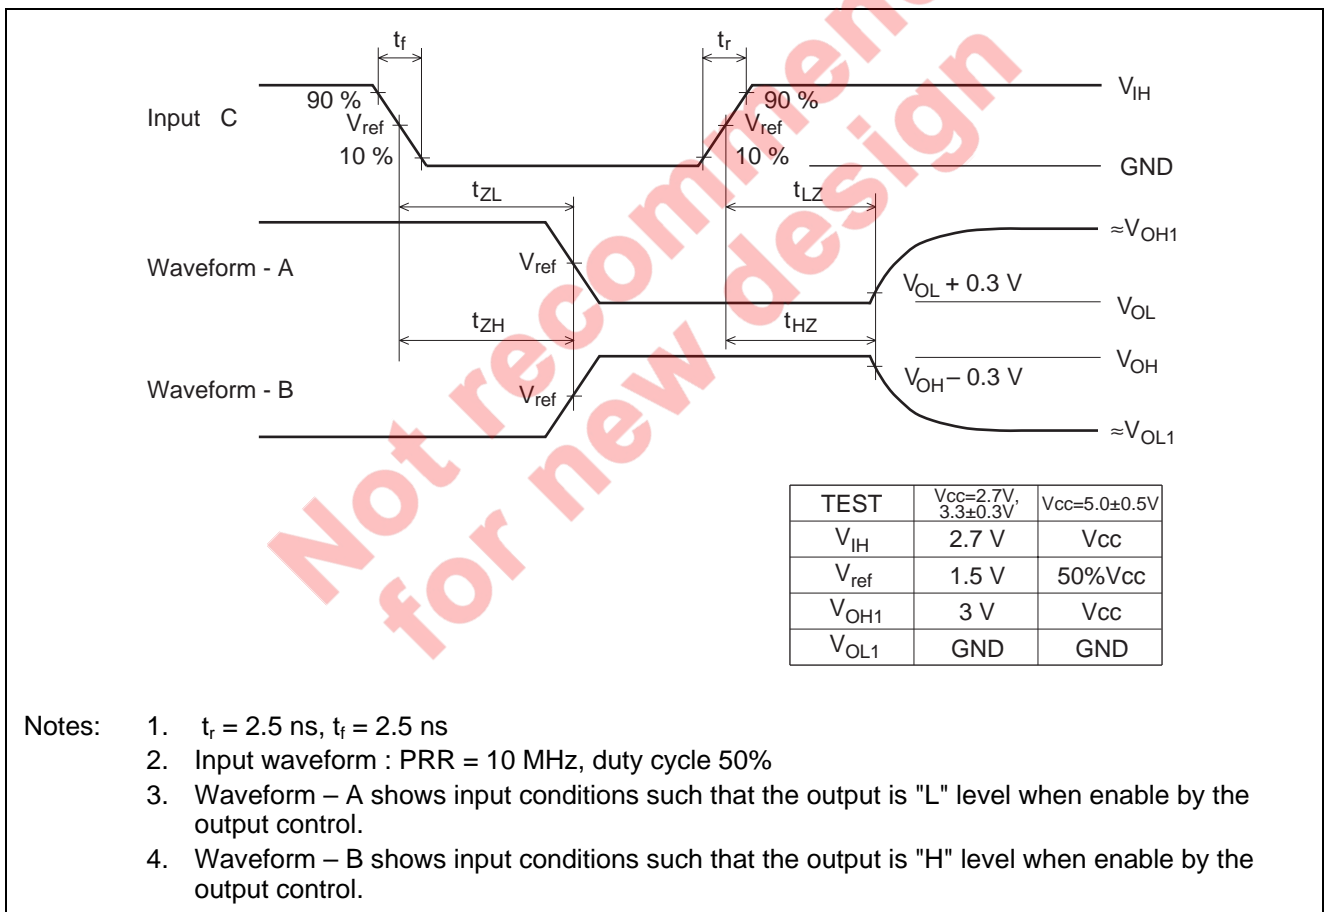 tf tr
90 % 90 %
Input C Vref Vref VIH
10 % 10 % GND
tZL tLZ
≈VOH1
Waveform - A Vref VOL + 0.3 V
VOL
tZH tHZ
VOH
Waveform - B Vref VOH – 0.3 V
≈VOL1
TEST Vcc=2.7V, 3.3±0.3V Vcc=5.0±0.5V
VIH 2.7 V Vcc
Vref 1.5 V 50%Vcc
VOH1 3 V Vcc
VOL1 GND GND
Notes: 1. tr = 2.5 ns, tf = 2.5 ns
2. Input waveform : PRR = 10 MHz, duty cycle 50%
3. Waveform – A shows input conditions such that the output is "L" level when enable by the
output control.
4. Waveform – B shows input conditions such that the output is "H" level when enable by the
output control.
Not recommen
for new design